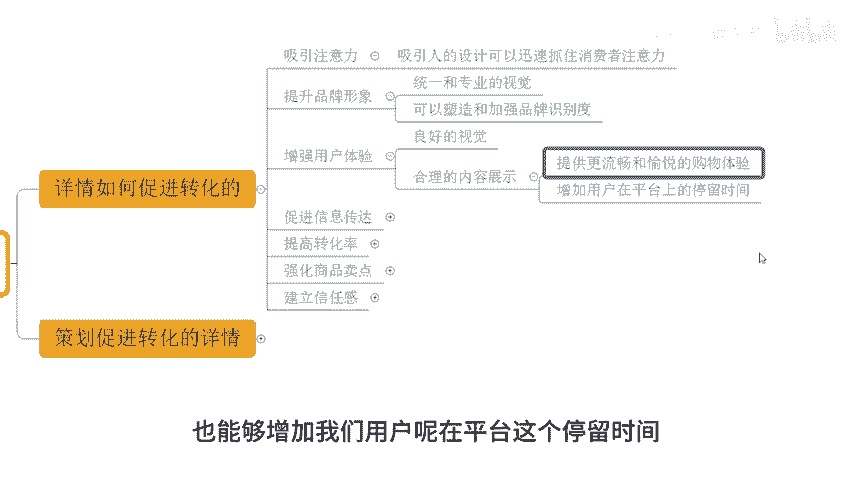 吸引注意力
吸引人的设计可以迅速抓住消费者注意力
提升品牌形象
统一和专业的视觉
可以塑造和加强品牌识别度
增强用户体验
良好的视觉
合理的内容展示
提供更流畅和愉悦的购物体验
增加用户在平台上的停留时间
详情如何促进转化的
促进信息传达
提高转化率
强化商品卖点
建立信任感
策划促进转化的详情
也能够增加我们用户呢在平台这个停留时间